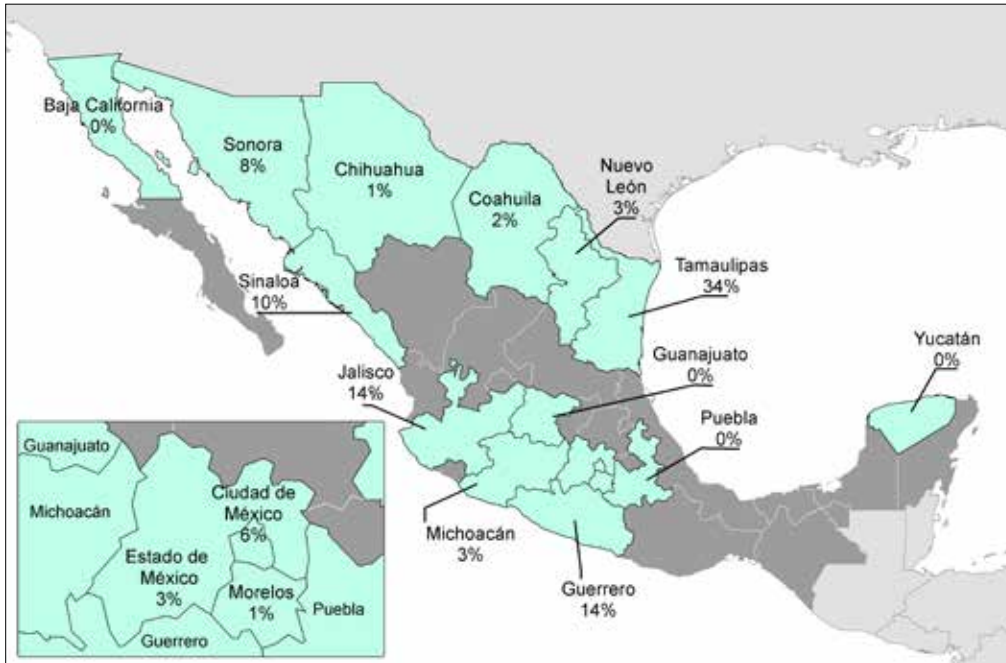 Baja California
0%
Sonora
8%
Chihuahua
1%
Coahuila
2%
Nuevo
León
3%
Tamaulipas
34%
Sinaloa
10%
Guanajuato
0%
Yucatán
0%
Jalisco
14%
Puebla
0%
Michoacán
3%
Guerrero
14%
Guanajuato
Michoacán
Ciudad de
México
6%
Estado de
México
3%
Morelos
1%
Puebla
Guerrero